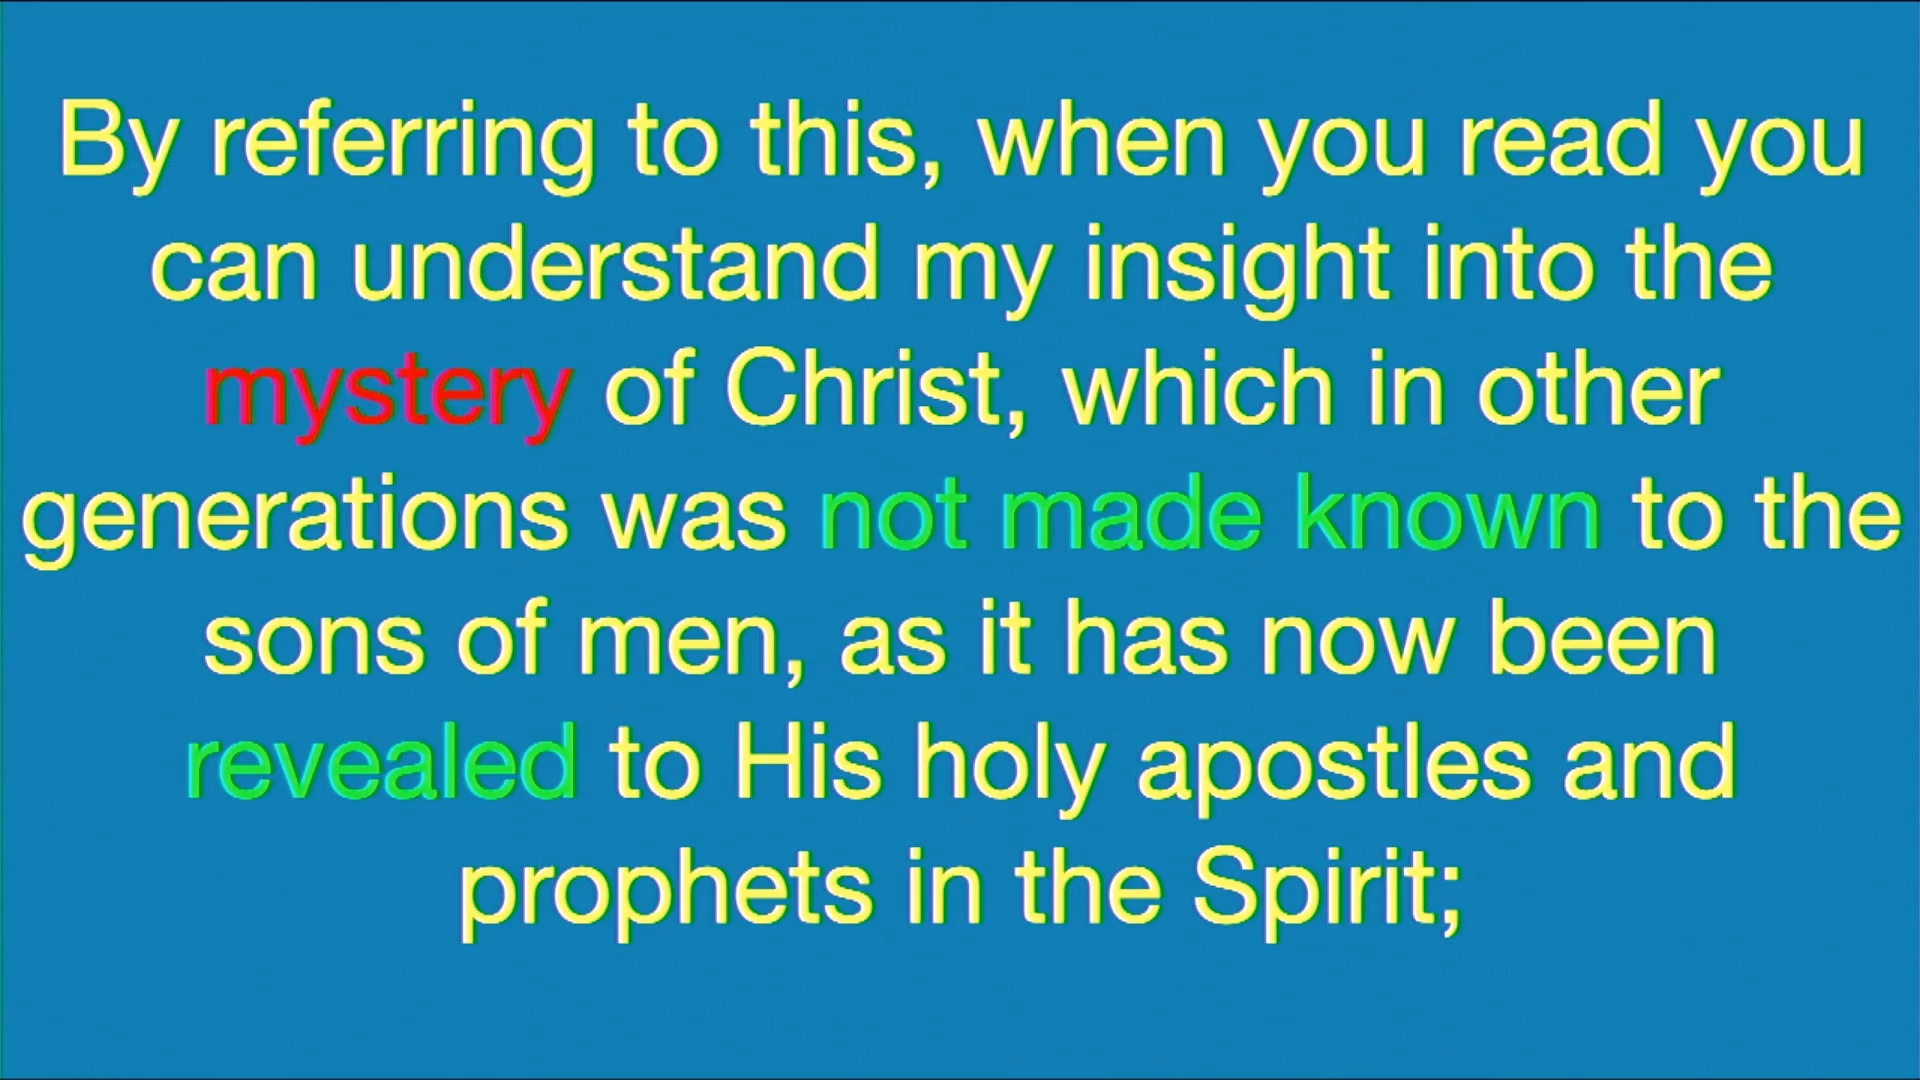 By referring to this, when you read you
can understand my insight into the
mystery of Christ, which in other
generations was not made known to the
sons of men, as it has now been
revealed to His holy apostles and
prophets in the Spirit;